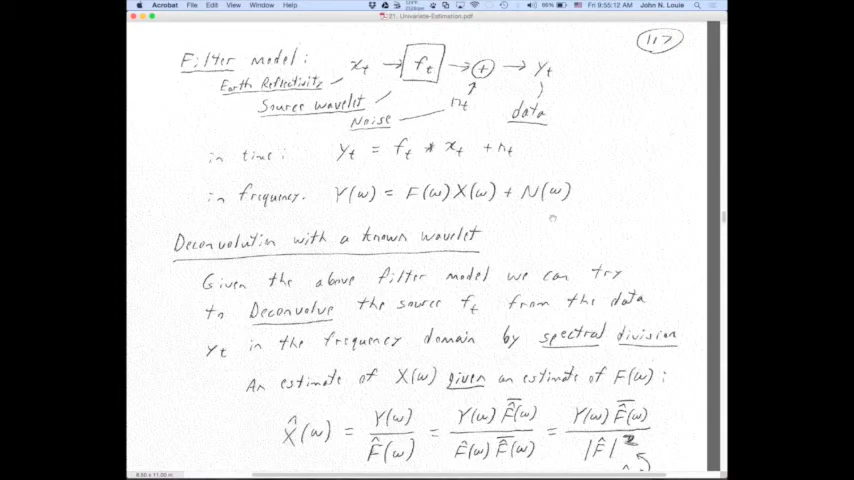 Acrobat File Edit View Window Help
Fri 9:55:12 AM John N. Louie
21. Univariate-Estimation.pdf
117
Filter model: x_t → f_t → + → y_t
Earth Reflectivity
Source wavelet
Noise n_t data
in time: y_t = f_t * x_t + n_t
in frequency. Y(ω) = F(ω)X(ω) + N(ω)
Deconvolution with a known wavelet
Given the above filter model we can try
to Deconvolve the source f_t from the data
y_t in the frequency domain by spectral division
An estimate of X(ω) given an estimate of F(ω):
X̂(ω) = Y(ω) / F̂(ω) = Y(ω) F̂̅(ω) / F̂(ω) F̂̅(ω) = Y(ω) F̂̅(ω) / |F̂|²
8.50 x 11.00 in